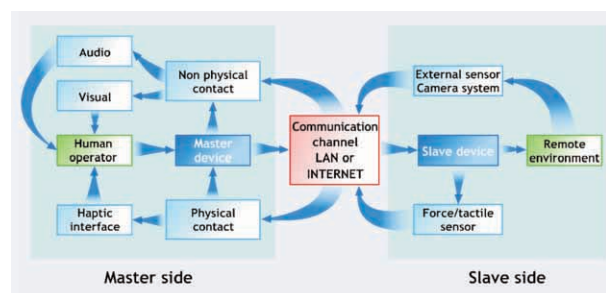 Audio
Non physical
contact
Visual
Human
operator
Master
device
Haptic
interface
Physical
contact
Communication
channel
LAN or
INTERNET
External sensor
Camera system
Slave device
Remote
environment
Force/tactile
sensor
Master side
Slave side